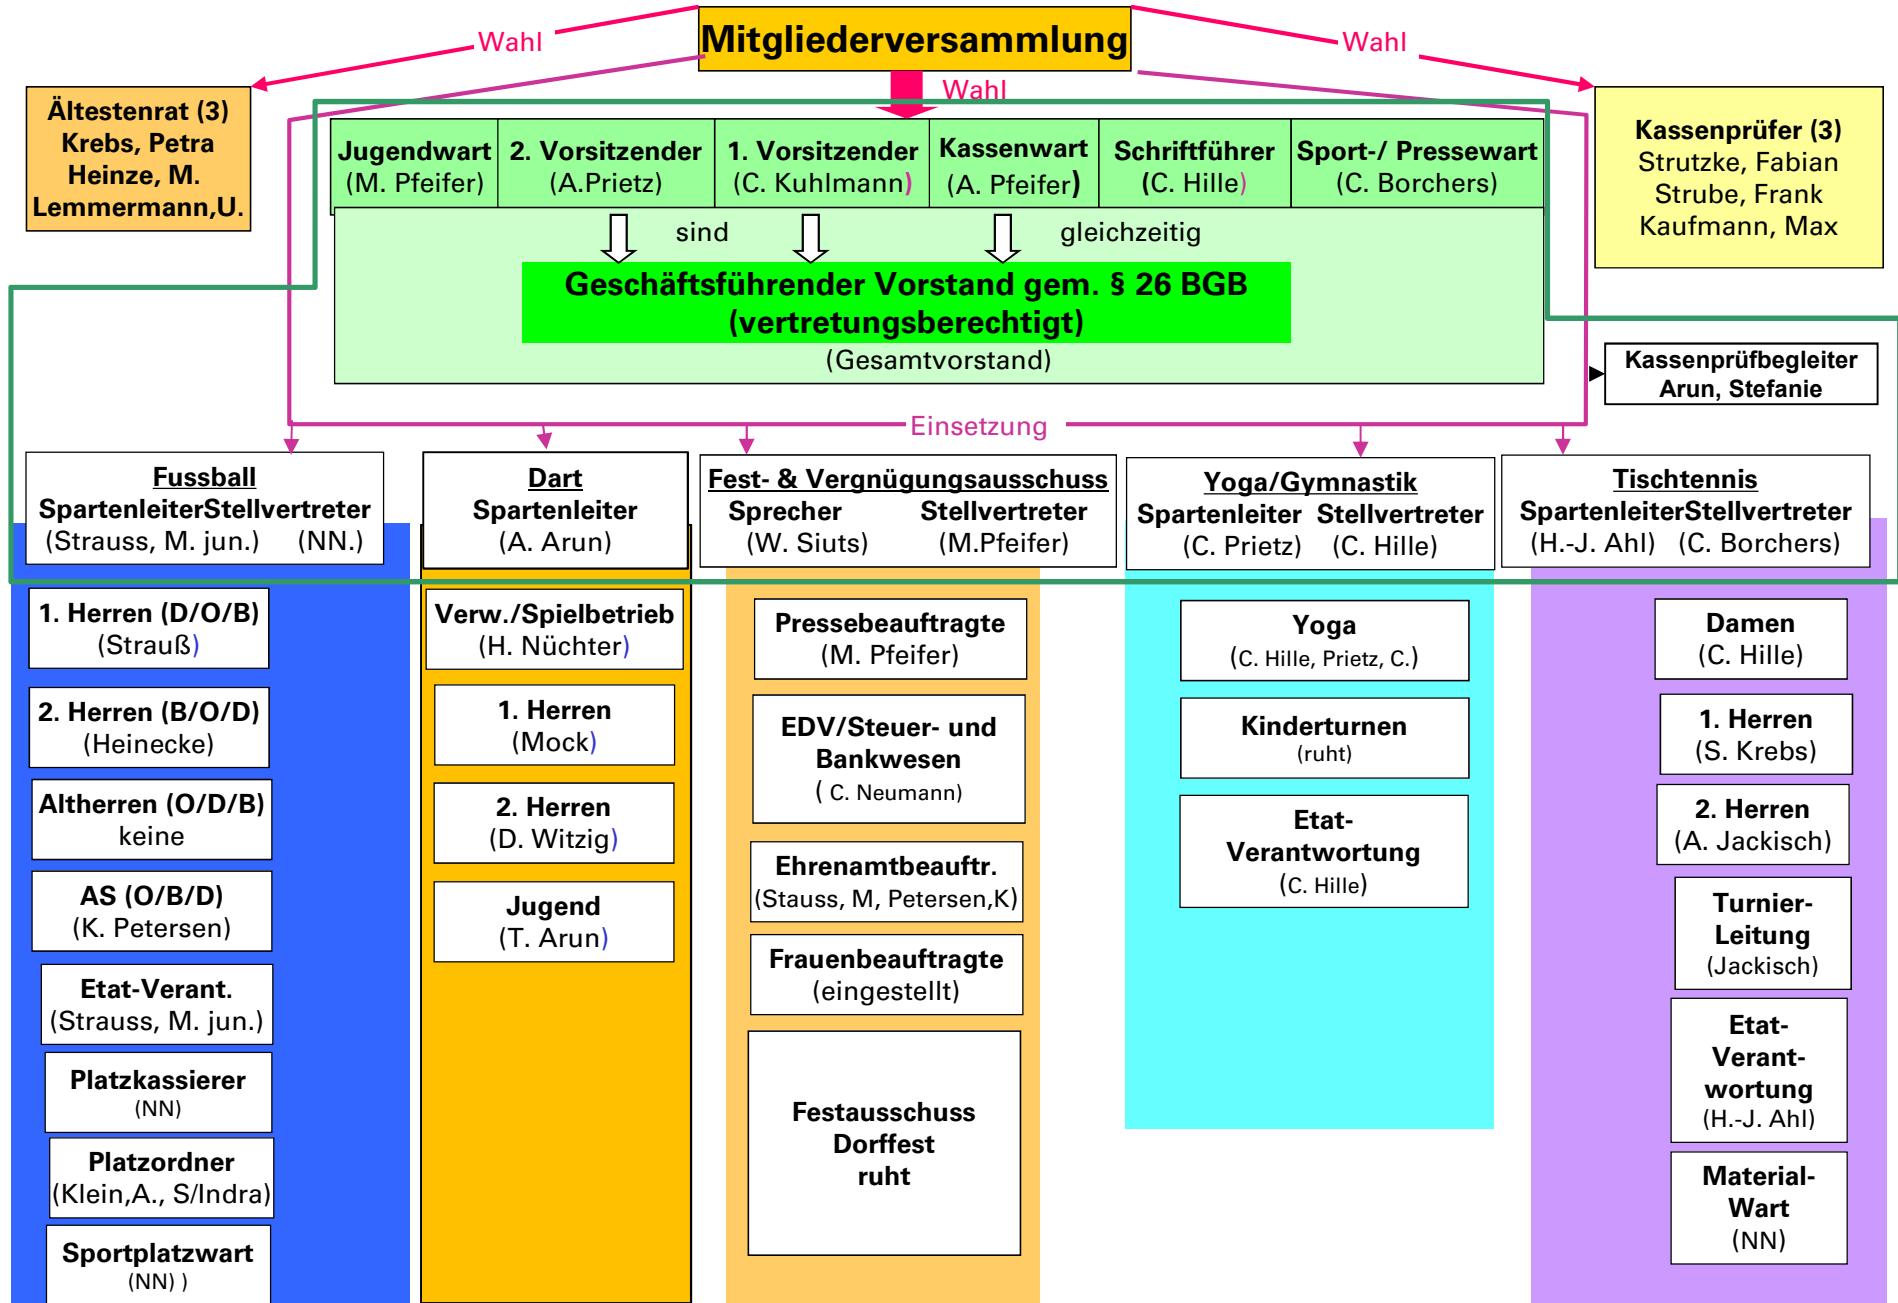 Mitgliederversammlung
Wahl
Wahl
Wahl
Ältestenrat (3)
Krebs, Petra
Heinze, M.
Lemmermann,U.
Jugendwart
(M. Pfeifer)
2. Vorsitzender
(A.Prietz)
1. Vorsitzender
(C. Kuhlmann)
Kassenwart
(A. Pfeifer)
Schriftführer
(C. Hille)
Sport-/ Pressewart
(C. Borchers)
Kassenprüfer (3)
Strutzke, Fabian
Strube, Frank
Kaufmann, Max
sind
gleichzeitig
Geschäftsführender Vorstand gem. § 26 BGB
(vertretungsberechtigt)
(Gesamtvorstand)
Kassenprüfbegleiter
Arun, Stefanie
Einsetzung
Fussball
SpartenleiterStellvertreter
(Strauss, M. jun.) (NN.)
Dart
Spartenleiter
(A. Arun)
Fest- & Vergnügungsausschuss
Sprecher Stellvertreter
(W. Siuts) (M.Pfeifer)
Yoga/Gymnastik
Spartenleiter Stellvertreter
(C. Prietz) (C. Hille)
Tischtennis
SpartenleiterStellvertreter
(H.-J. Ahl) (C. Borchers)
1. Herren (D/O/B)
(Strauß)
2. Herren (B/O/D)
(Heinecke)
Altherren (O/D/B)
keine
AS (O/B/D)
(K. Petersen)
Etat-Verant.
(Strauss, M. jun.)
Platzkassierer
(NN)
Platzordner
(Klein,A., S/Indra)
Sportplatzwart
(NN) )
Verw./Spielbetrieb
(H. Nüchter)
1. Herren
(Mock)
2. Herren
(D. Witzig)
Jugend
(T. Arun)
Pressebeauftragte
(M. Pfeifer)
EDV/Steuer- und
Bankwesen
( C. Neumann)
Ehrenamtbeauftr.
(Stauss, M, Petersen,K)
Frauenbeauftragte
(eingestellt)
Festausschuss
Dorffest
ruht
Yoga
(C. Hille, Prietz, C.)
Kinderturnen
(ruht)
Etat-
Verantwortung
(C. Hille)
Damen
(C. Hille)
1. Herren
(S. Krebs)
2. Herren
(A. Jackisch)
Turnier-
Leitung
(Jackisch)
Etat-
Verant-
wortung
(H.-J. Ahl)
Material-
Wart
(NN)